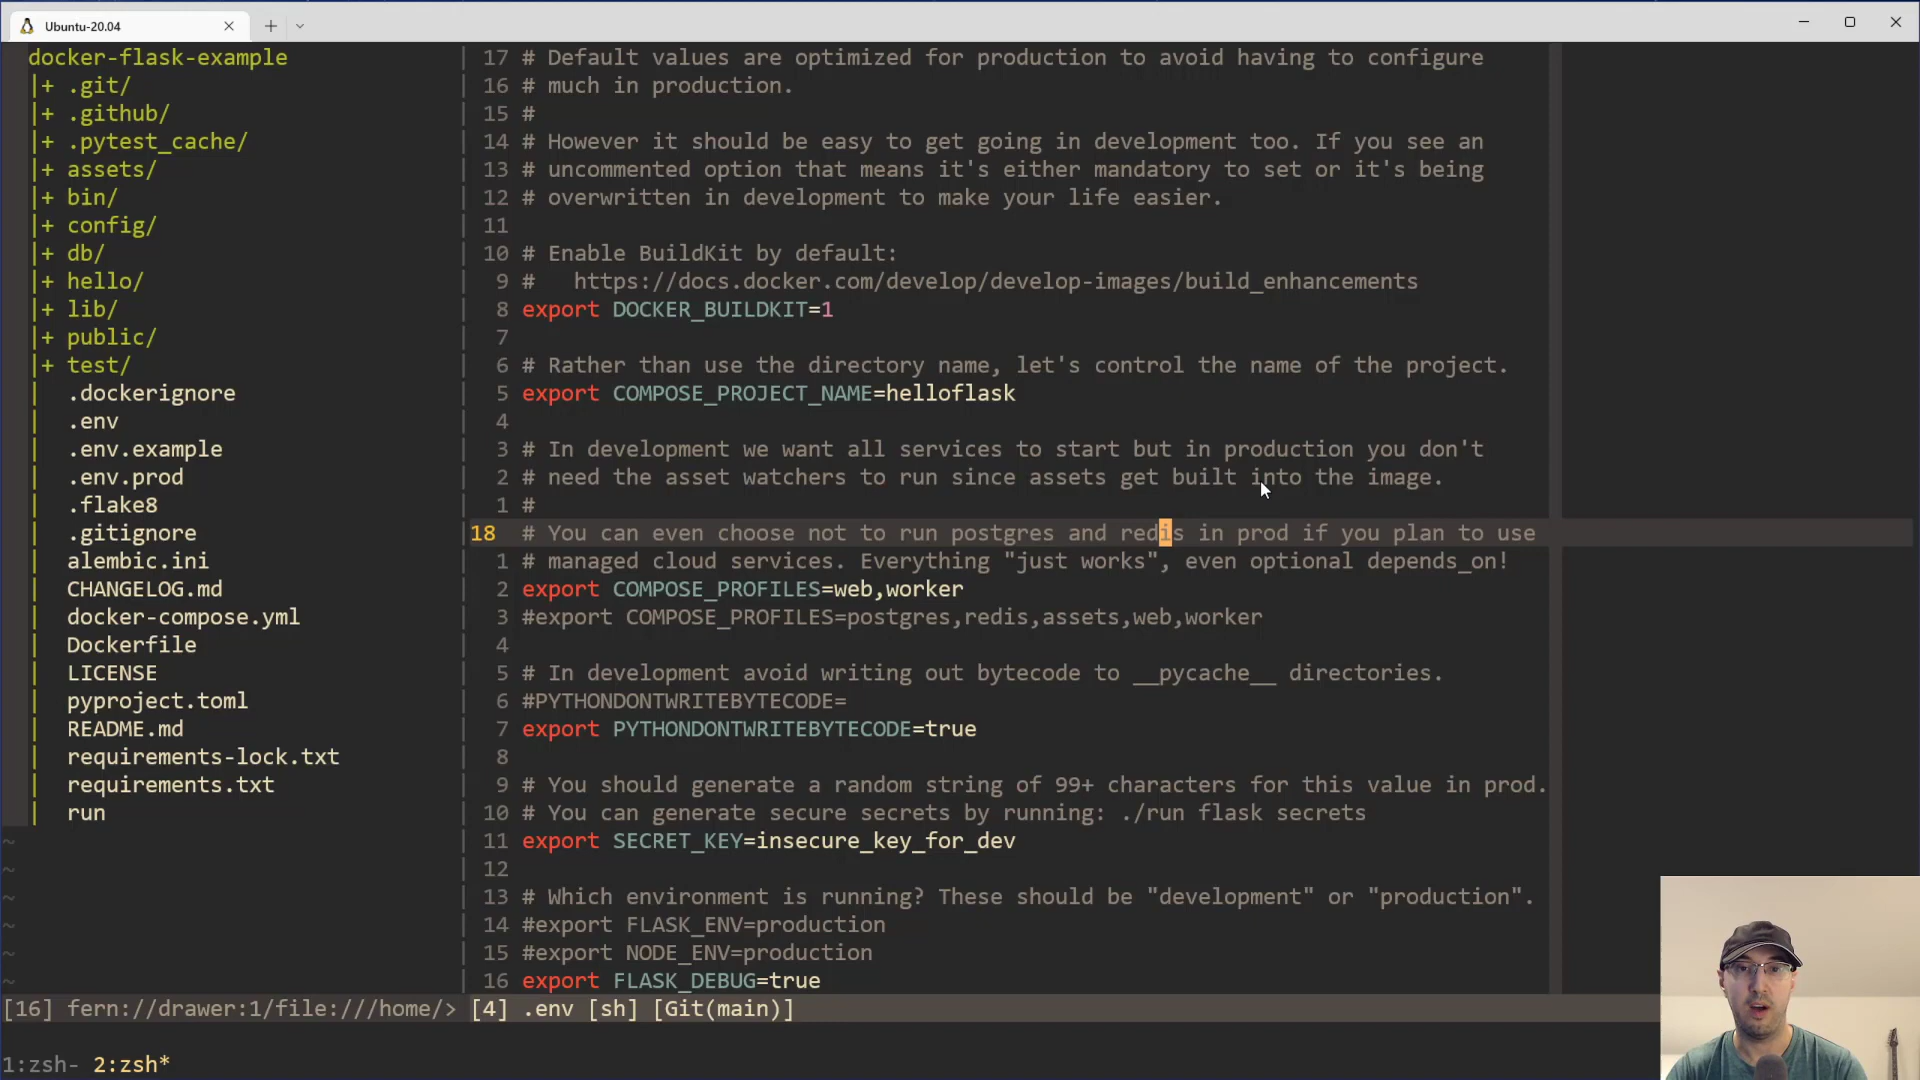 Ubuntu-20.04
docker-flask-example
|+ .git/
|+ .github/
|+ .pytest_cache/
|+ assets/
|+ bin/
|+ config/
|+ db/
|+ hello/
|+ lib/
|+ public/
|+ test/
| .dockerignore
| .env
| .env.example
| .env.prod
| .flake8
| .gitignore
| alembic.ini
| CHANGELOG.md
| docker-compose.yml
| Dockerfile
| LICENSE
| pyproject.toml
| README.md
| requirements-lock.txt
| requirements.txt
| run
~
~
~
~
~
~
17 # Default values are optimized for production to avoid having to configure
16 # much in production.
15 #
14 # However it should be easy to get going in development too. If you see an
13 # uncommented option that means it's either mandatory to set or it's being
12 # overwritten in development to make your life easier.
11
10 # Enable BuildKit by default:
9 #   https://docs.docker.com/develop/develop-images/build_enhancements
8 export DOCKER_BUILDKIT=1
7
6 # Rather than use the directory name, let's control the name of the project.
5 export COMPOSE_PROJECT_NAME=helloflask
4
3 # In development we want all services to start but in production you don't
2 # need the asset watchers to run since assets get built into the image.
1 #
18 # You can even choose not to run postgres and redis in prod if you plan to use
1 # managed cloud services. Everything "just works", even optional depends_on!
2 export COMPOSE_PROFILES=web,worker
3 #export COMPOSE_PROFILES=postgres,redis,assets,web,worker
4
5 # In development avoid writing out bytecode to __pycache__ directories.
6 #PYTHONDONTWRITEBYTECODE=
7 export PYTHONDONTWRITEBYTECODE=true
8
9 # You should generate a random string of 99+ characters for this value in prod.
10 # You can generate secure secrets by running: ./run flask secrets
11 export SECRET_KEY=insecure_key_for_dev
12
13 # Which environment is running? These should be "development" or "production".
14 #export FLASK_ENV=production
15 #export NODE_ENV=production
16 export FLASK_DEBUG=true
[16] fern://drawer:1/file:///home/> [4] .env [sh] [Git(main)]
1:zsh- 2:zsh*